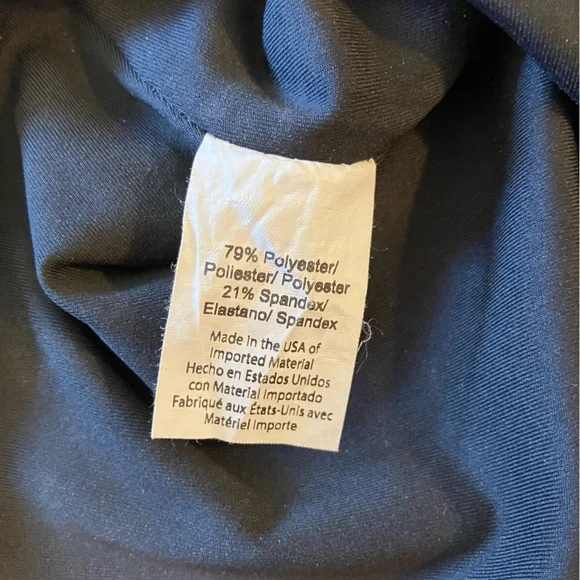 79% Polyester/
Poliester/ Polyester
21% Spandex/
Elastano/ Spandex
Made in the USA of
Imported Material
Hecho en Estados Unidos
con Material Importado
Fabriqué aux États-Unis avec
Matériel Importe